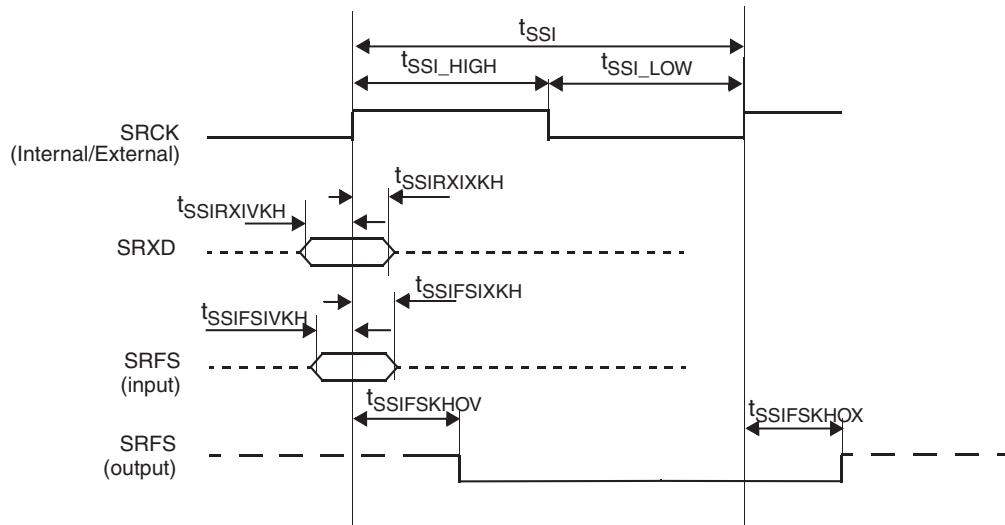 tSSI
tSSI_HIGH
tSSI_LOW
SRCK
(Internal/External)
tSSIRXIXKH
tSSIRXIVKH
SRXD
tSSIFSIXKH
tSSIFSIVKH
SRFS
(input)
tSSIFSKHOV
tSSIFSKHOX
SRFS
(output)